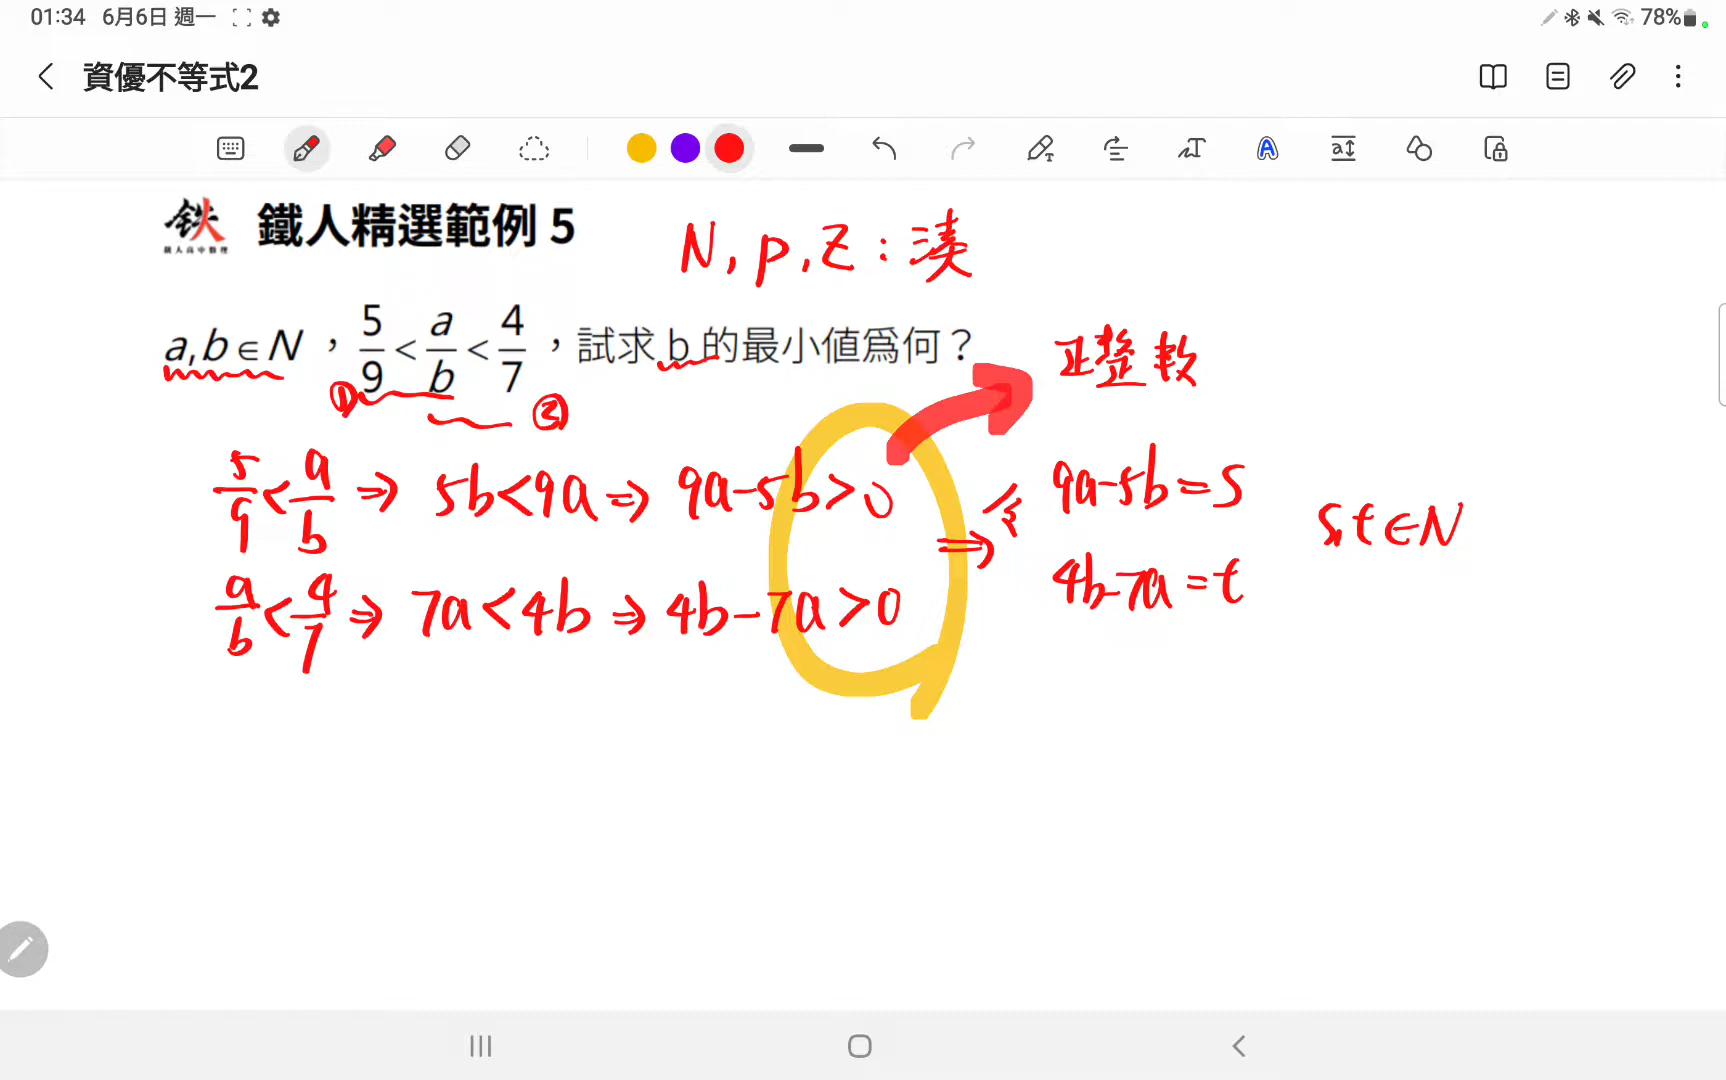 01:34 6月6日 週一 78%
資優不等式2
鐵人精選範例 5
N, p, Z : 湊
a,b∈N，5/9 < a/b < 4/7，試求 b 的最小值為何？
① ②
正整數
5/9 < a/b ⇒ 5b<9a ⇒ 9a-5b>0
a/b < 4/7 ⇒ 7a<4b ⇒ 4b-7a>0
⇒ 令 9a-5b=s
4b-7a=t
s,t∈N